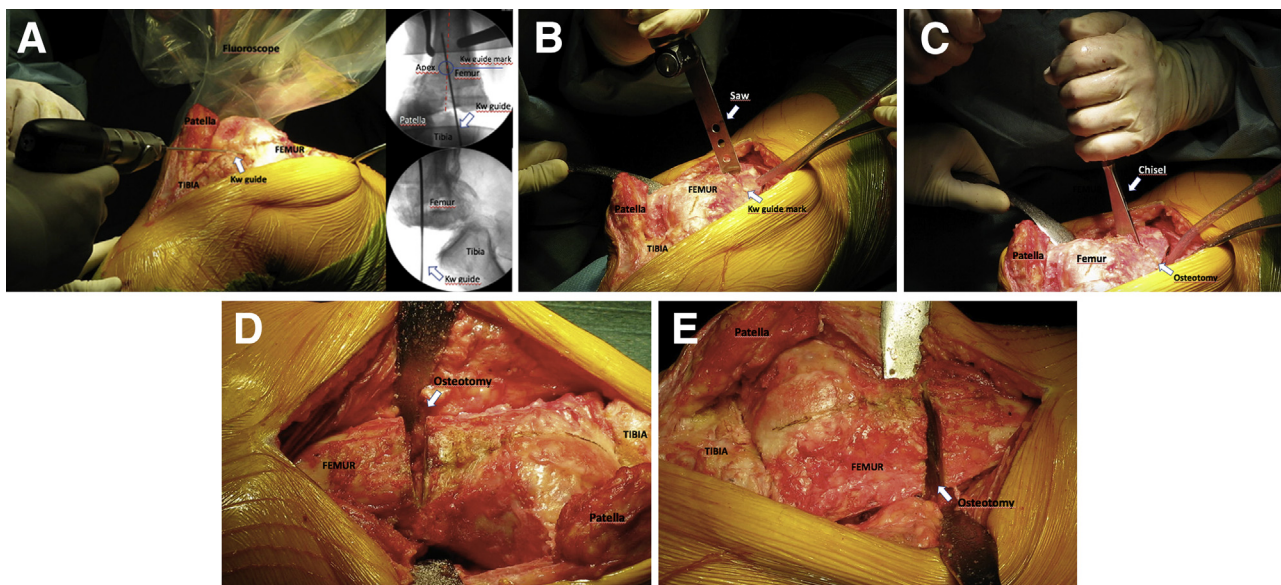 A
Fluoroscope
Patella
FEMUR
TIBIA
Kw guide
Kw guide mark
Apex
Femur
Kw guide
Patella
Tibia
Femur
Tibia
Kw guide
B
Saw
FEMUR
Patella
Kw guide mark
TIBIA
C
Chisel
Patella
Femur
Osteotomy
D
Osteotomy
TIBIA
FEMUR
Patella
E
Patella
TIBIA
FEMUR
Osteotomy